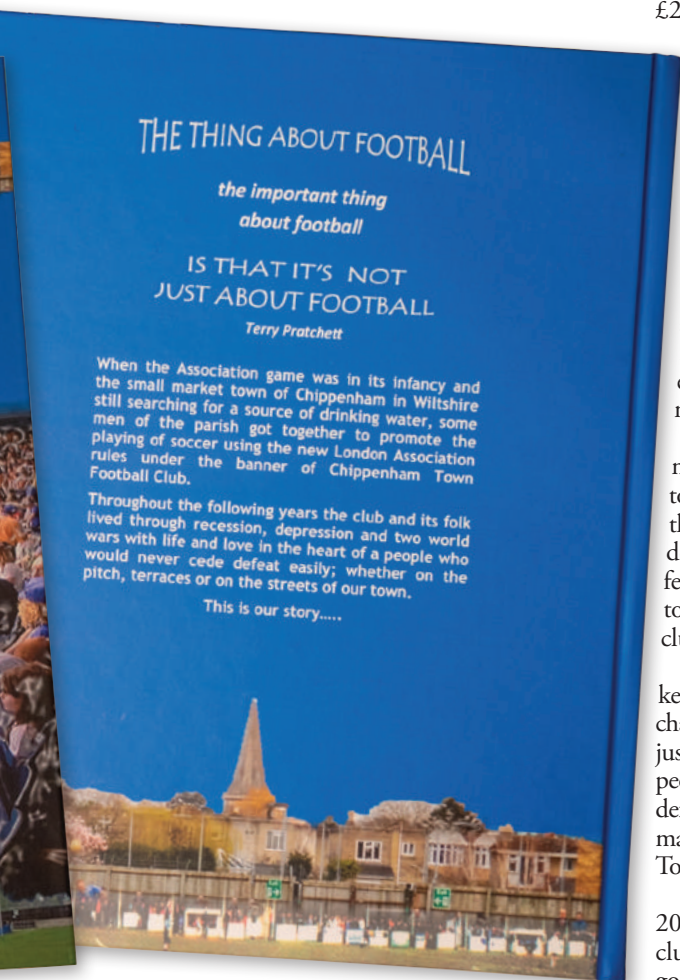 £2
THE THING ABOUT FOOTBALL
the important thing
about football
IS THAT IT'S NOT
JUST ABOUT FOOTBALL
Terry Pratchett
When the Association game was in its infancy and
the small market town of Chippenham in Wiltshire
still searching for a source of drinking water, some
men of the parish got together to promote the
playing of soccer using the new London Association
rules under the banner of Chippenham Town
Football Club.
Throughout the following years the club and its folk
lived through recession, depression and two world
wars with life and love in the heart of a people who
would never cede defeat easily; whether on the
pitch, terraces or on the streets of our town.
This is our story.....